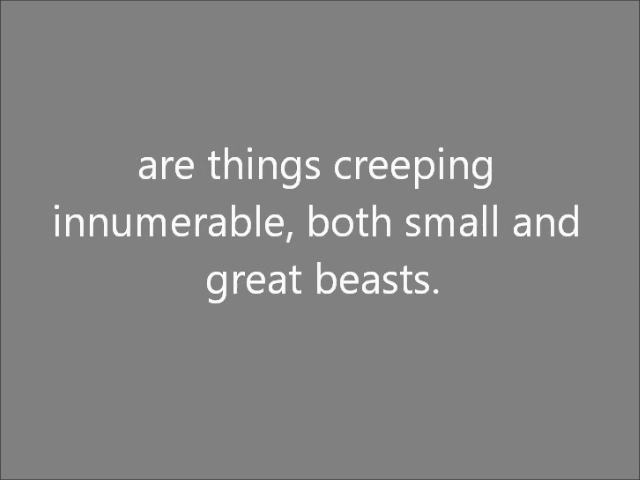 are things creeping
innumerable, both small and
great beasts.